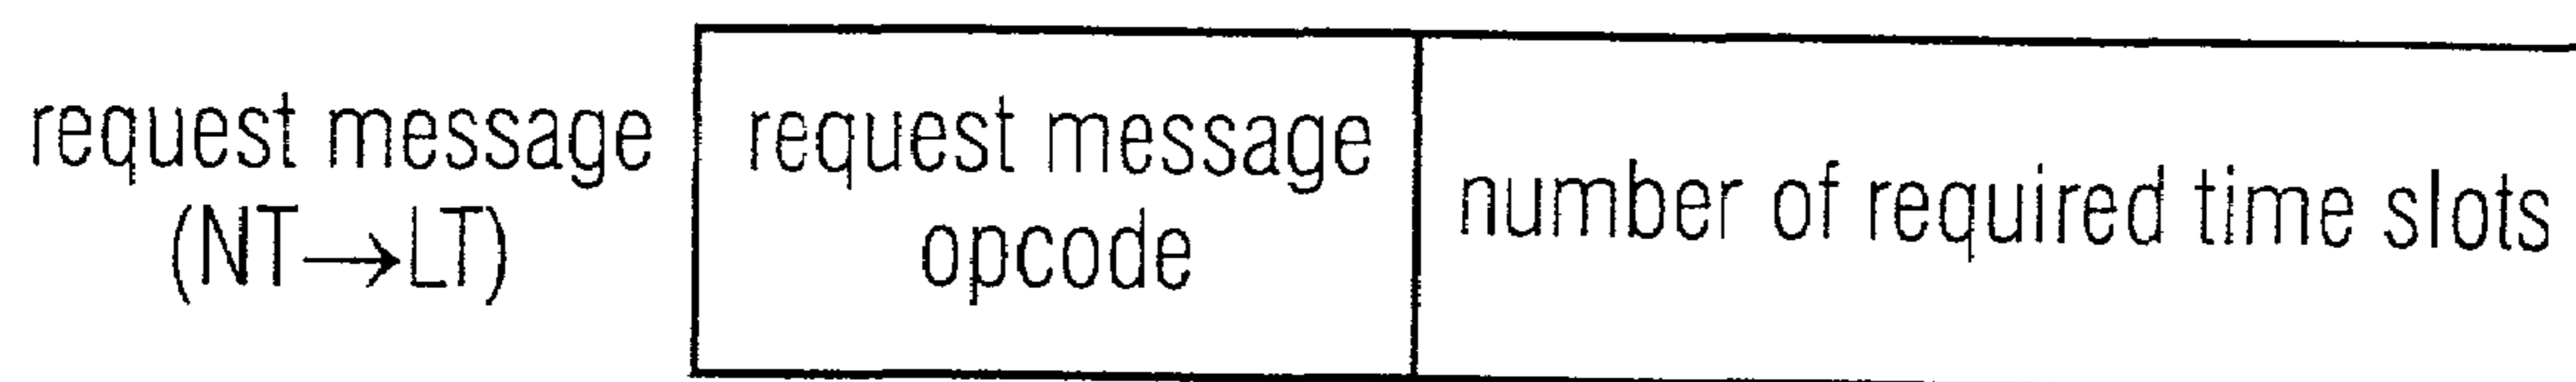 request message
(NT→LT)
request message
opcode
number of required time slots